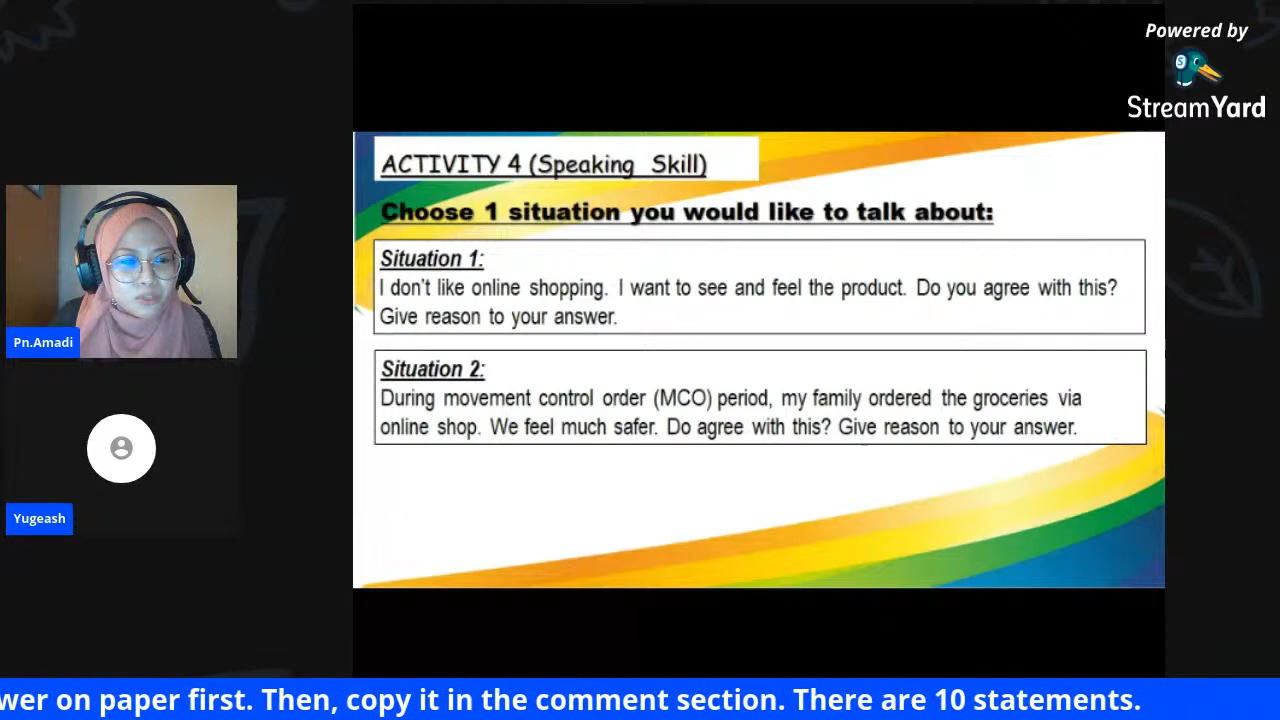 Powered by
StreamYard
ACTIVITY 4 (Speaking Skill)
Choose 1 situation you would like to talk about:
Situation 1:
I don't like online shopping. I want to see and feel the product. Do you agree with this?
Give reason to your answer.
Situation 2:
During movement control order (MCO) period, my family ordered the groceries via
online shop. We feel much safer. Do agree with this? Give reason to your answer.
Pn.Amadi
Yugeash
wer on paper first. Then, copy it in the comment section. There are 10 statements.